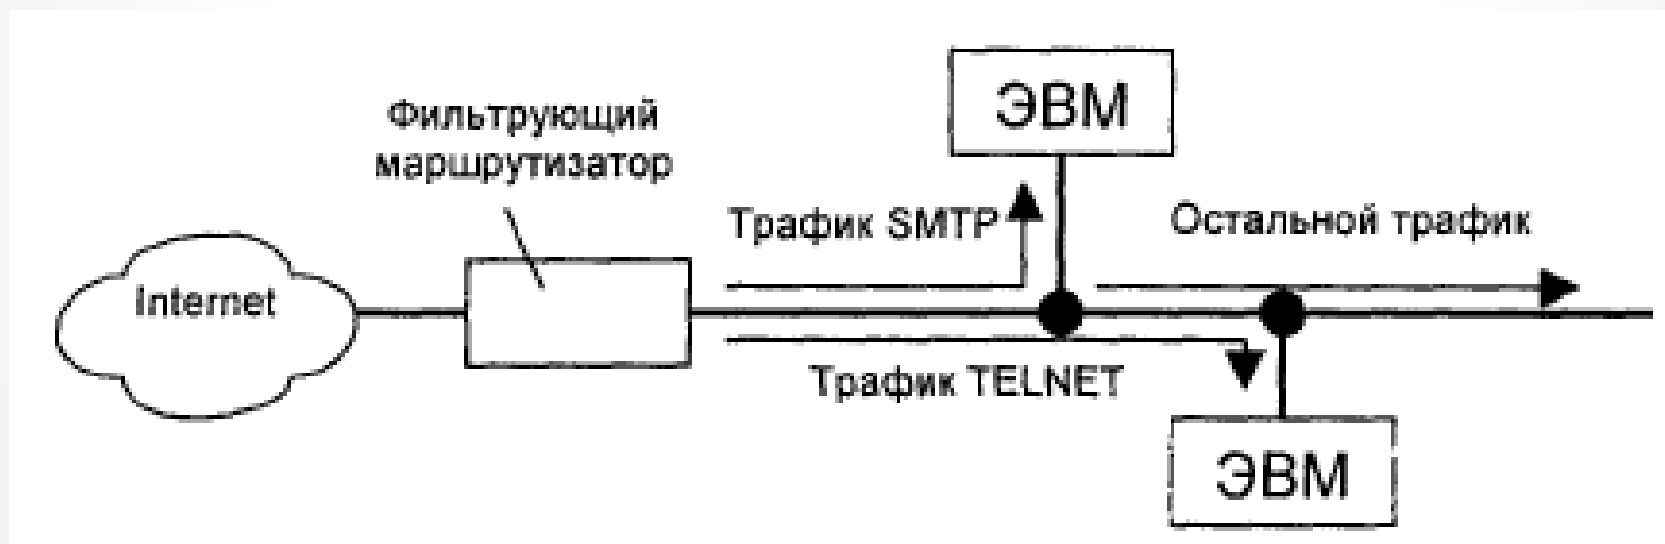 ЭВМ
Фильтрующий
маршрутизатор
Трафик SMTP
Остальной трафик
Internet
Трафик TELNET
ЭВМ